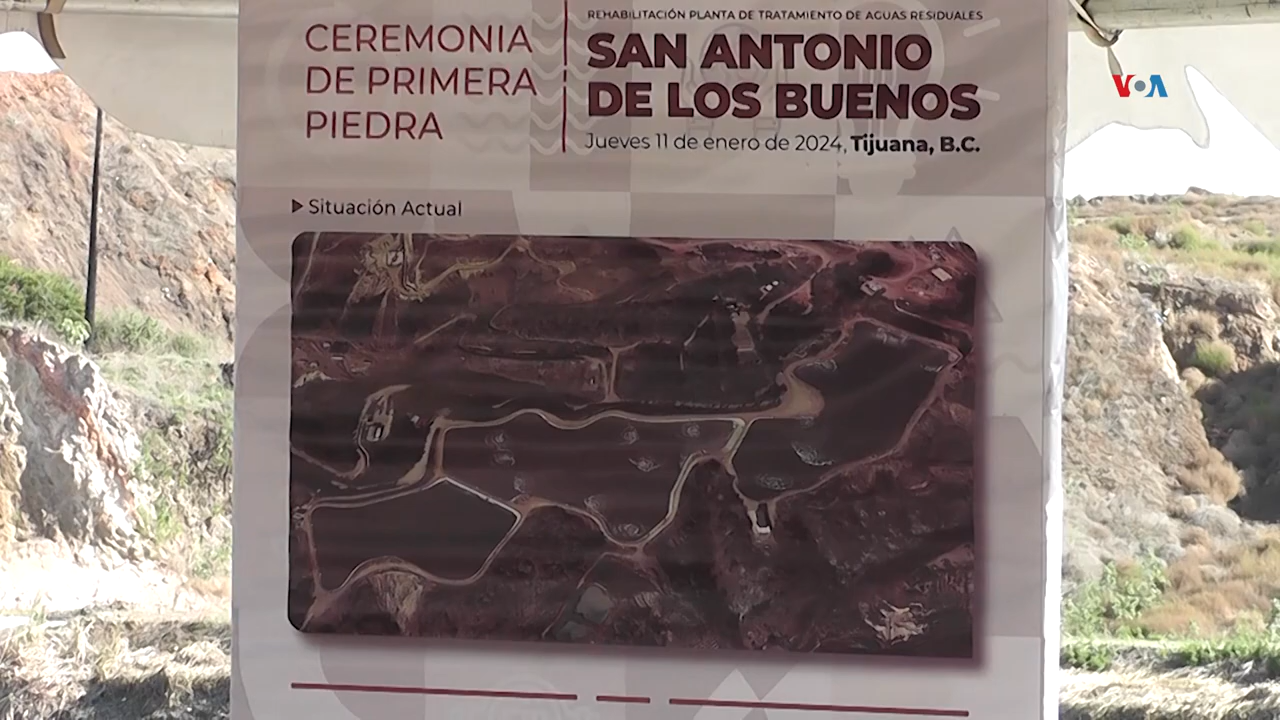 CEREMONIA
DE PRIMERA
PIEDRA
REHABILITACIÓN PLANTA DE TRATAMIENTO DE AGUAS RESIDUALES
SAN ANTONIO
DE LOS BUENOS
Jueves 11 de enero de 2024, Tijuana, B.C.
VOA
Situación Actual